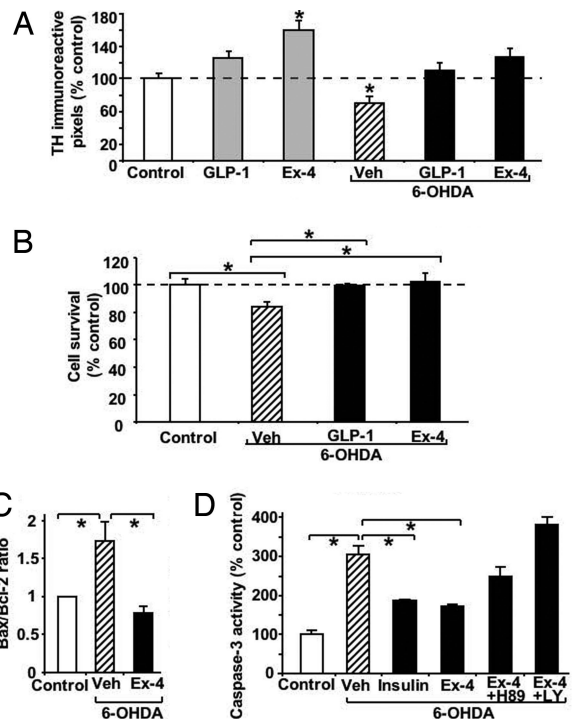 A
TH immunoreactive
pixels (% control)
180
140
100
60
20
0
*
*
Control GLP-1 Ex-4 Veh GLP-1 Ex-4
6-OHDA
B
Cell survival
(% control)
120
100
80
60
40
20
0
*
*
*
Control Veh GLP-1 Ex-4
6-OHDA
C
Bax/Bcl-2 ratio
2
1.5
1
0.5
0
* *
Control Veh Ex-4
6-OHDA
D
Caspase-3 activity (% control)
400
300
200
100
0
*
* *
Control Veh Insulin Ex-4 Ex-4 Ex-4
+H89 +LY
6-OHDA